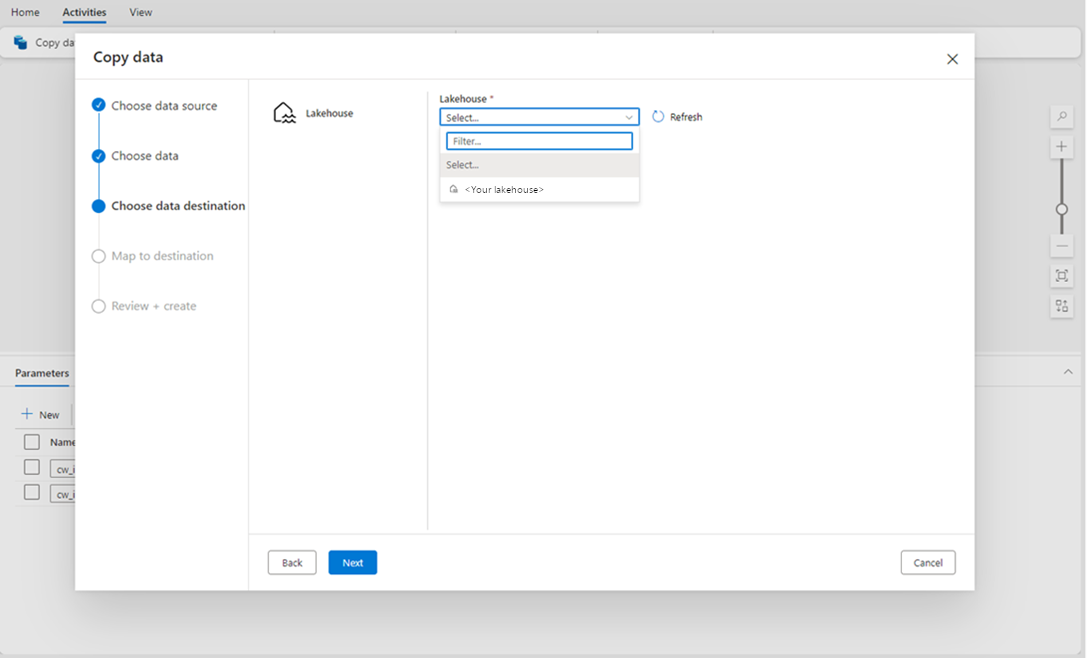 Home Activities View
Copy da
Copy data
Choose data source
Choose data
Choose data destination
Map to destination
Review + create
Lakehouse
Lakehouse *
Select...
Refresh
Filter...
Select...
<Your lakehouse>
Parameters
New
Name
cw_i
cw_i
Back Next Cancel